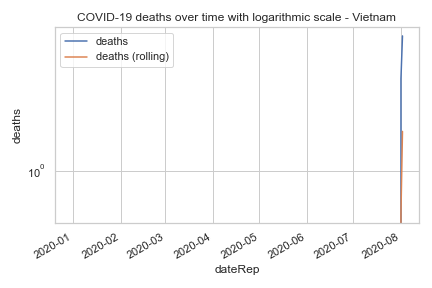 COVID-19 deaths over time with logarithmic scale - Vietnam
deaths
deaths (rolling)
deaths
10⁰
2020-01
2020-02
2020-03
2020-04
2020-05
2020-06
2020-07
2020-08
dateRep